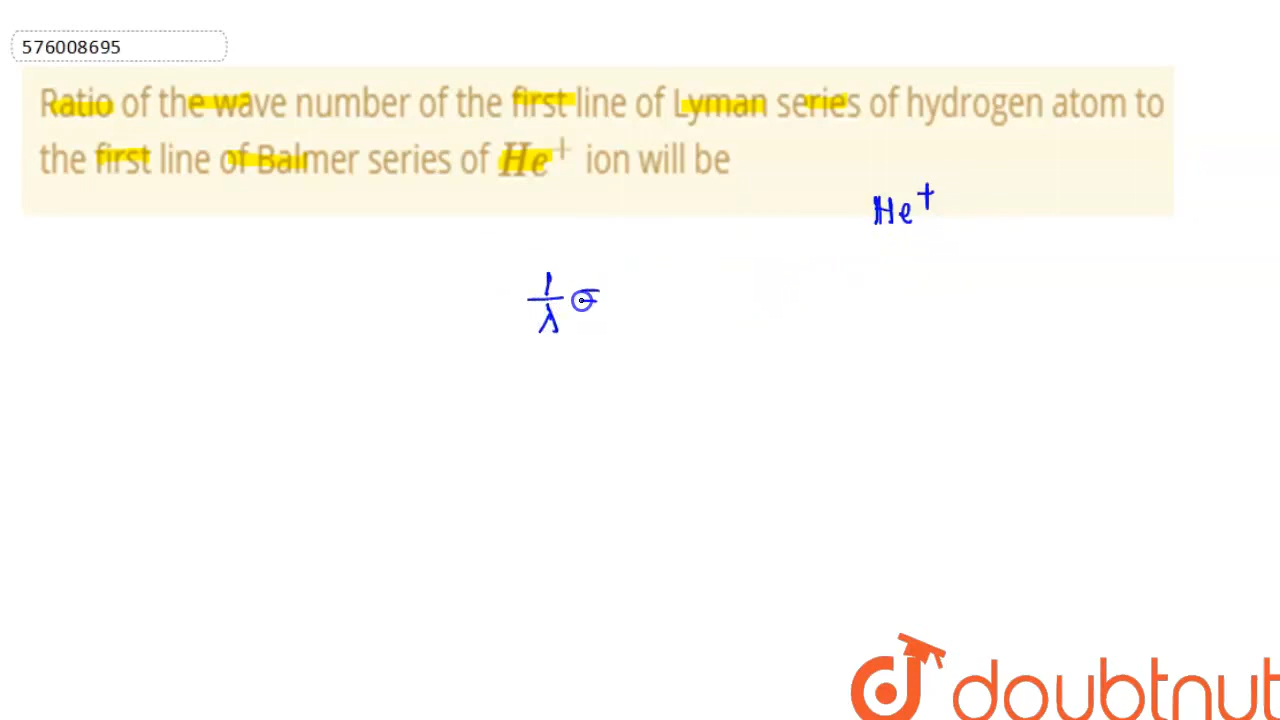 576008695
Ratio of the wave number of the first line of Lyman series of hydrogen atom to
the first line of Balmer series of He⁺ ion will be
He⁺
1/λ =
doubtnut